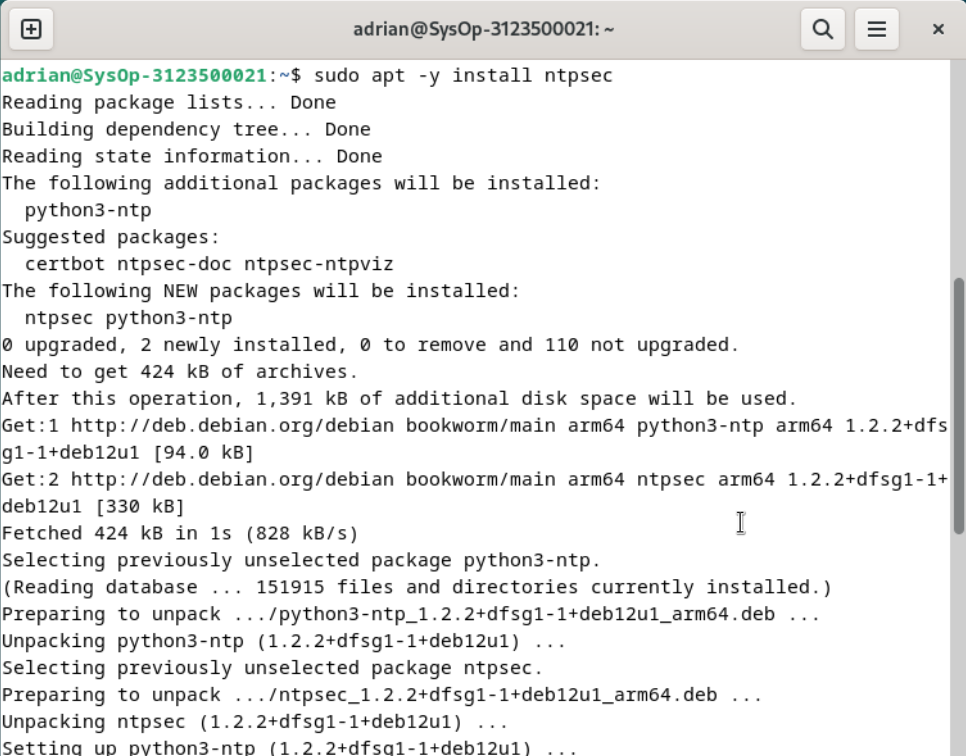 adrian@SysOp-3123500021: ~
adrian@SysOp-3123500021:~$ sudo apt -y install ntpsec
Reading package lists... Done
Building dependency tree... Done
Reading state information... Done
The following additional packages will be installed:
  python3-ntp
Suggested packages:
  certbot ntpsec-doc ntpsec-ntpviz
The following NEW packages will be installed:
  ntpsec python3-ntp
0 upgraded, 2 newly installed, 0 to remove and 110 not upgraded.
Need to get 424 kB of archives.
After this operation, 1,391 kB of additional disk space will be used.
Get:1 http://deb.debian.org/debian bookworm/main arm64 python3-ntp arm64 1.2.2+dfs
g1-1+deb12u1 [94.0 kB]
Get:2 http://deb.debian.org/debian bookworm/main arm64 ntpsec arm64 1.2.2+dfsg1-1+
deb12u1 [330 kB]
Fetched 424 kB in 1s (828 kB/s)
Selecting previously unselected package python3-ntp.
(Reading database ... 151915 files and directories currently installed.)
Preparing to unpack .../python3-ntp_1.2.2+dfsg1-1+deb12u1_arm64.deb ...
Unpacking python3-ntp (1.2.2+dfsg1-1+deb12u1) ...
Selecting previously unselected package ntpsec.
Preparing to unpack .../ntpsec_1.2.2+dfsg1-1+deb12u1_arm64.deb ...
Unpacking ntpsec (1.2.2+dfsg1-1+deb12u1) ...
Setting up python3-ntp (1.2.2+dfsg1-1+deb12u1) ...